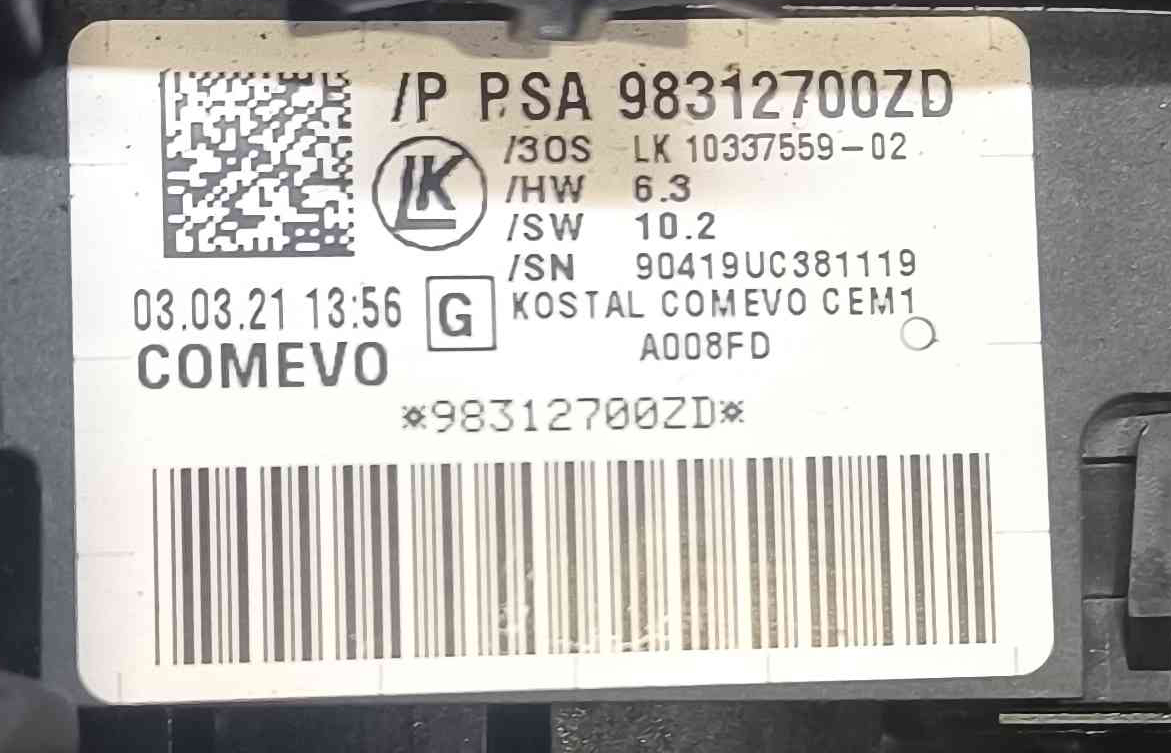 /P PSA 98312700ZD
LK
/30S LK 10337559-02
/HW 6.3
/SW 10.2
/SN 90419UC381119
03.03.21 13:56 G KOSTAL COMEVO CEM1
COMEVO A008FD
*98312700ZD*